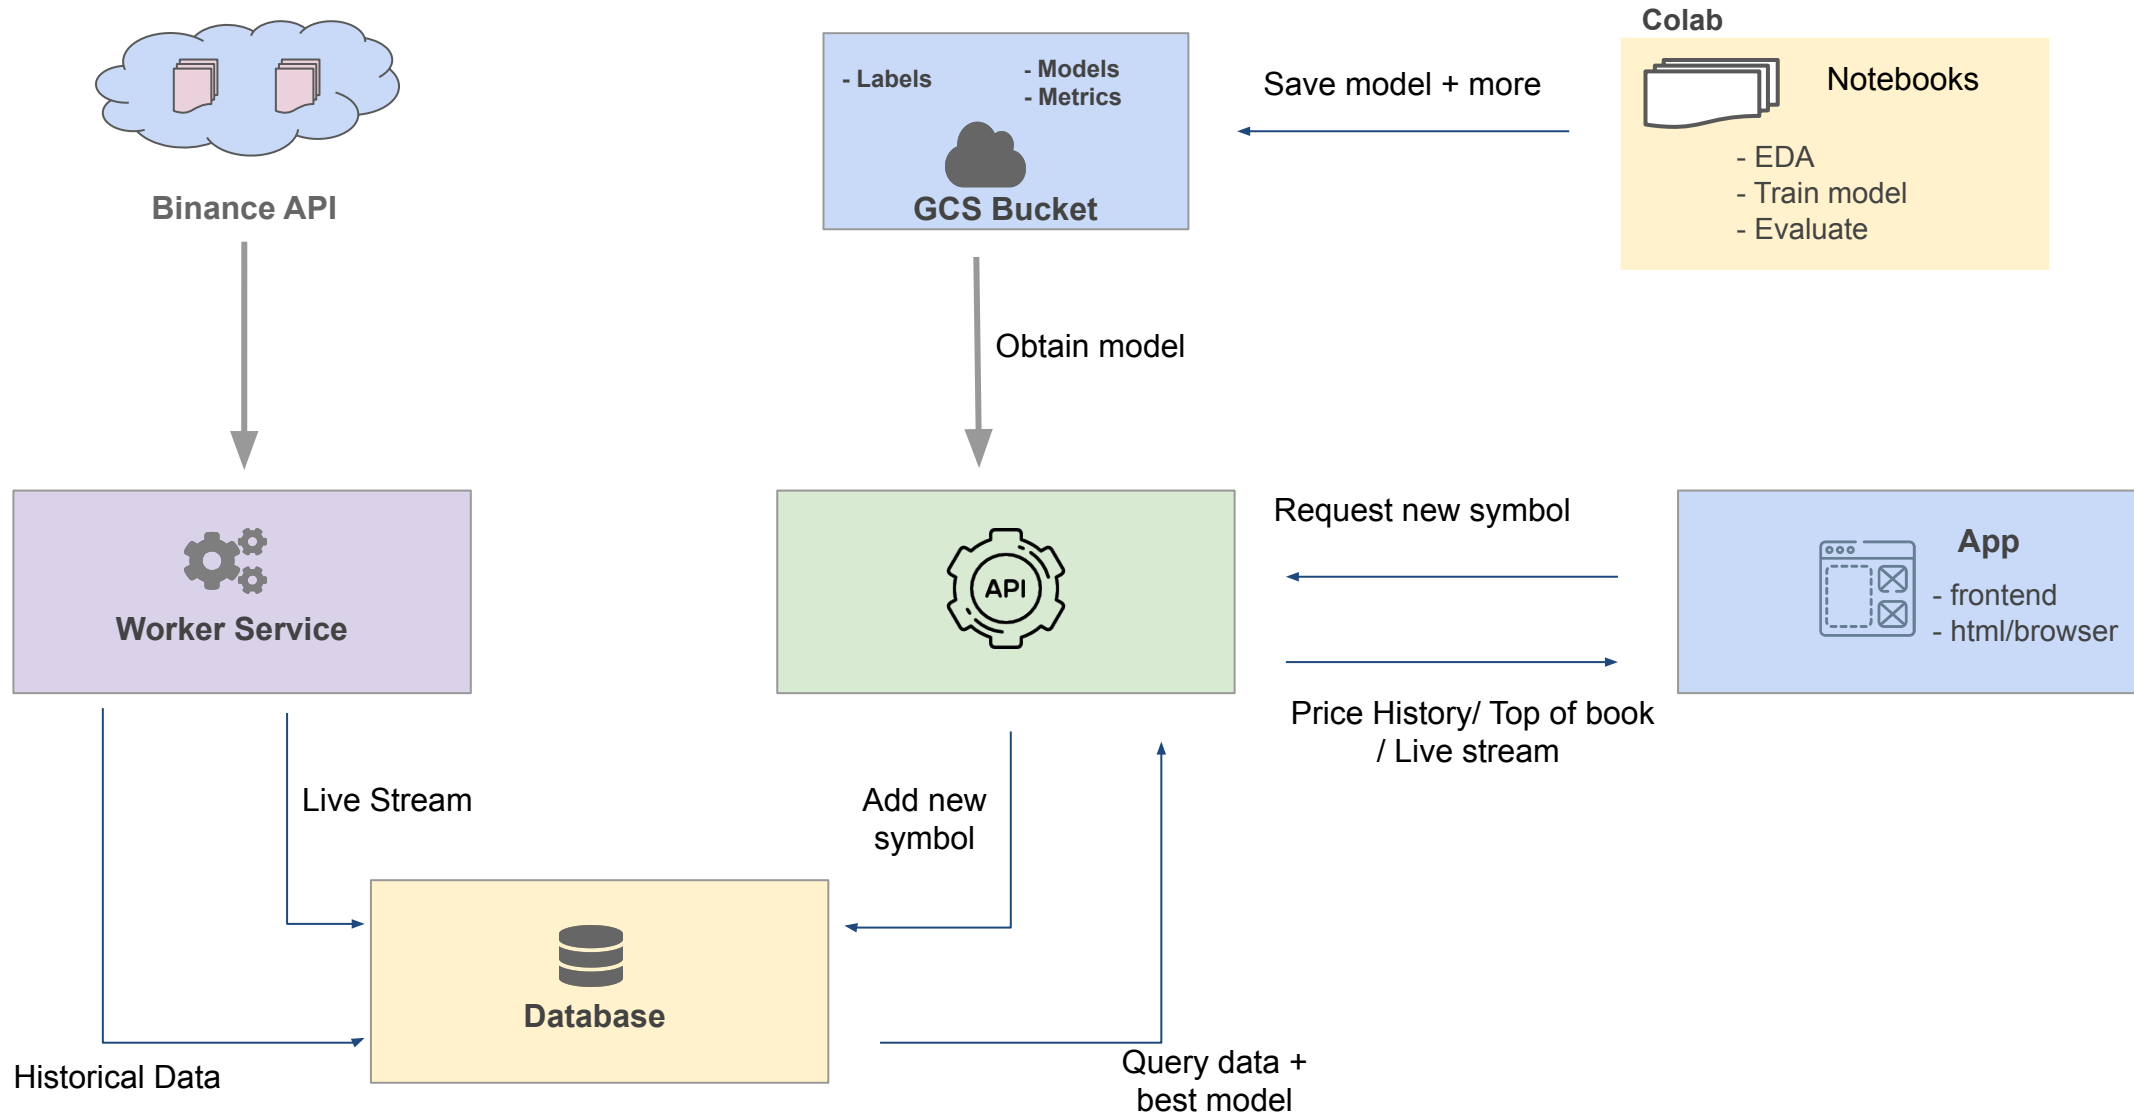 Colab
- Labels
- Models
- Metrics
GCS Bucket
Save model + more
Notebooks
- EDA
- Train model
- Evaluate
Binance API
Obtain model
Worker Service
API
Request new symbol
App
- frontend
- html/browser
Price History/ Top of book
/ Live stream
Live Stream
Add new
symbol
Database
Historical Data
Query data +
best model